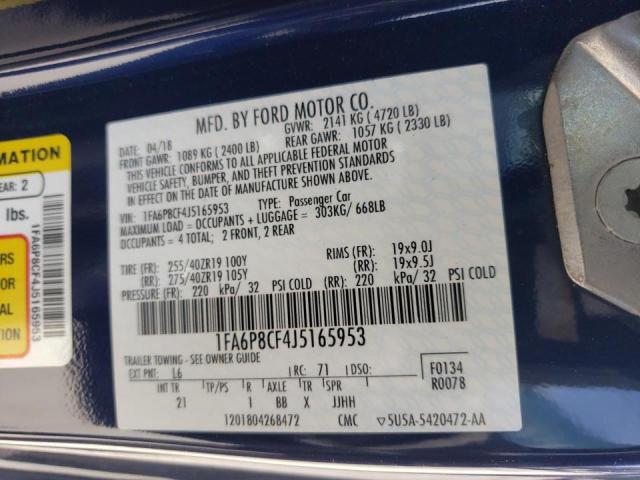 MFD. BY FORD MOTOR CO.
DATE: 04/18 GVWR: 2141 KG ( 4720 LB)
FRONT GAWR: 1089 KG ( 2400 LB) REAR GAWR: 1057 KG ( 2330 LB)
THIS VEHICLE CONFORMS TO ALL APPLICABLE FEDERAL MOTOR
VEHICLE SAFETY, BUMPER, AND THEFT PREVENTION STANDARDS
IN EFFECT ON THE DATE OF MANUFACTURE SHOWN ABOVE.
VIN: 1FA6P8CF4J5165953 TYPE: Passenger Car
MAXIMUM LOAD = OCCUPANTS + LUGGAGE = 303KG/ 668LB
OCCUPANTS = 4 TOTAL; 2 FRONT, 2 REAR
TIRE (FR): 255/40ZR19 100Y RIMS (FR): 19x9.0J
(RR): 275/40ZR19 105Y (RR): 19x9.5J
PRESSURE (FR): 220 kPa/ 32 PSI COLD (RR): 220 kPa/ 32 PSI COLD
1FA6P8CF4J5165953
TRAILER TOWING - SEE OWNER GUIDE
EXT PNT: L6 RC: 71 DSO:
F0134
R0078
INT TR TP/PS R AXLE TR SPR
21 1 BB X JJHH
1201804268472 CMC 5U5A-5420472-AA
RMATION
EAR: 2
lbs.
1FA6P8CF4J5165953
ERS
OR
AL
ATION